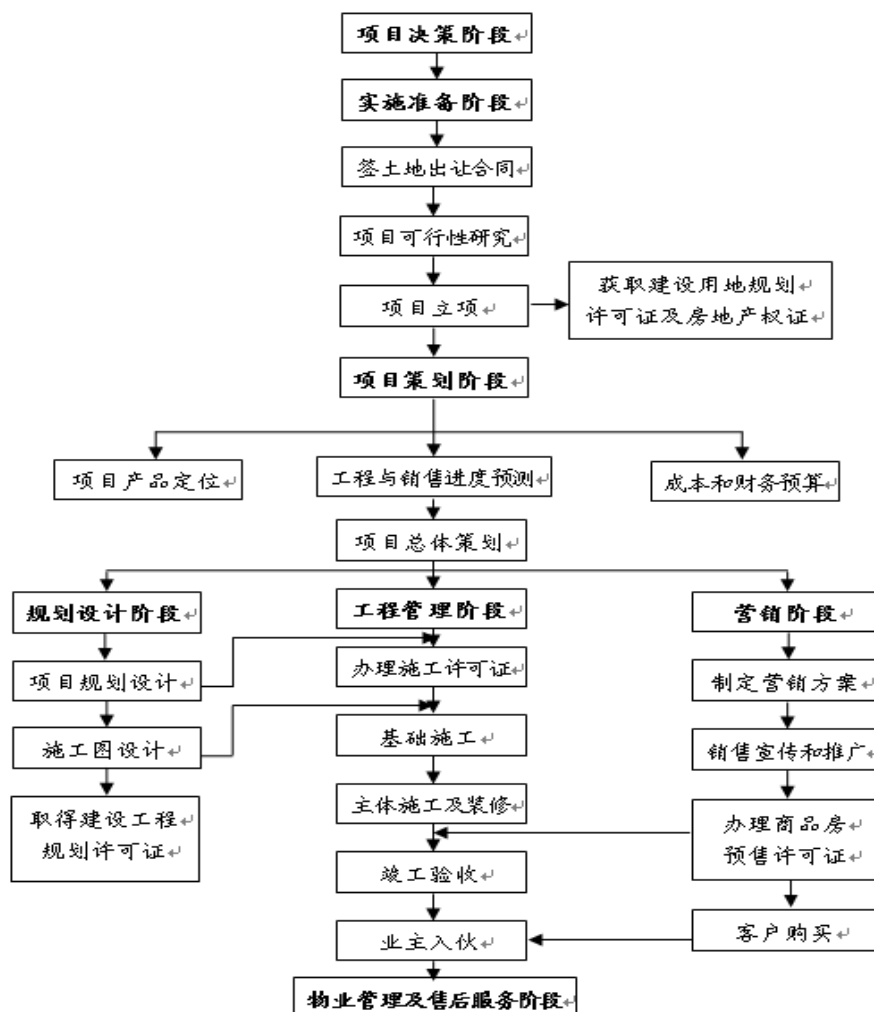 项目决策阶段
实施准备阶段
签土地出让合同
项目可行性研究
项目立项
获取建设用地规划
许可证及房地产权证
项目策划阶段
项目产品定位
工程与销售进度预测
成本和财务预算
项目总体策划
规划设计阶段
工程管理阶段
营销阶段
项目规划设计
办理施工许可证
制定营销方案
施工图设计
基础施工
销售宣传和推广
取得建设工程
规划许可证
主体施工及装修
办理商品房
预售许可证
竣工验收
业主入伙
客户购买
物业管理及售后服务阶段